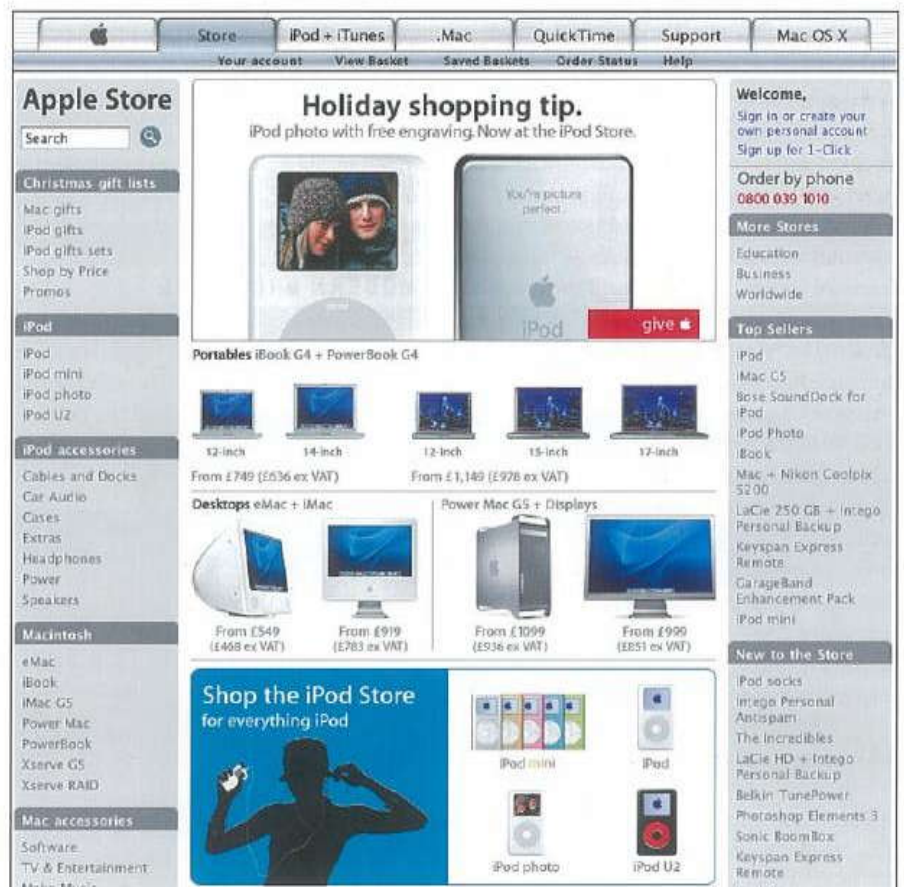 Store
iPod + iTunes
.Mac
QuickTime
Support
Mac OS X
Your account
View Basket
Saved Baskets
Order Status
Help
Apple Store
Search
Christmas gift lists
Mac gifts
iPod gifts
iPod gifts sets
Shop by Price
Promos
iPod
iPod
iPod mini
iPod photo
iPod U2
iPod accessories
Cables and Docks
Car Audio
Cases
Extras
Headphones
Power
Speakers
Macintosh
eMac
iBook
iMac G5
Power Mac
PowerBook
Xserve G5
Xserve RAID
Mac accessories
Software
TV & Entertainment
Holiday shopping tip.
iPod photo with free engraving. Now at the iPod Store.
You're picture
perfect.
iPod
give
Portables iBook G4 + PowerBook G4
12-inch
14-inch
12-inch
15-inch
17-inch
From £749 (£636 ex VAT)
From £1,149 (£978 ex VAT)
Desktops eMac + iMac
Power Mac G5 + Displays
From £549
(£468 ex VAT)
From £919
(£783 ex VAT)
From £1099
(£936 ex VAT)
From £999
(£851 ex VAT)
Shop the iPod Store
for everything iPod
iPod mini
iPod
iPod photo
iPod U2
Welcome,
Sign in or create your
own personal account
Sign up for 1-Click
Order by phone
0800 039 1010
More Stores
Education
Business
Worldwide
Top Sellers
iPod
iMac G5
Bose SoundDock for
iPod
iPod Photo
iBook
Mac + Nikon Coolpix
5200
LaCie 250 GB + Intego
Personal Backup
Keyspan Express
Remote
GarageBand
Enhancement Pack
iPod mini
New to the Store
iPod socks
Intego Personal
Antispam
The Incredibles
LaCie HD + Intego
Personal Backup
Belkin TunePower
Photoshop Elements 3
Sonic BoomBox
Keyspan Express
Remote